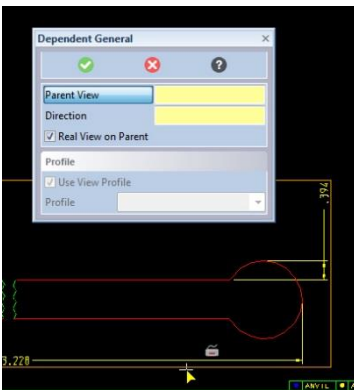 Dependent General
Parent View
Direction
Real View on Parent
Profile
Use View Profile
Profile
.394
3.228
ANVIL